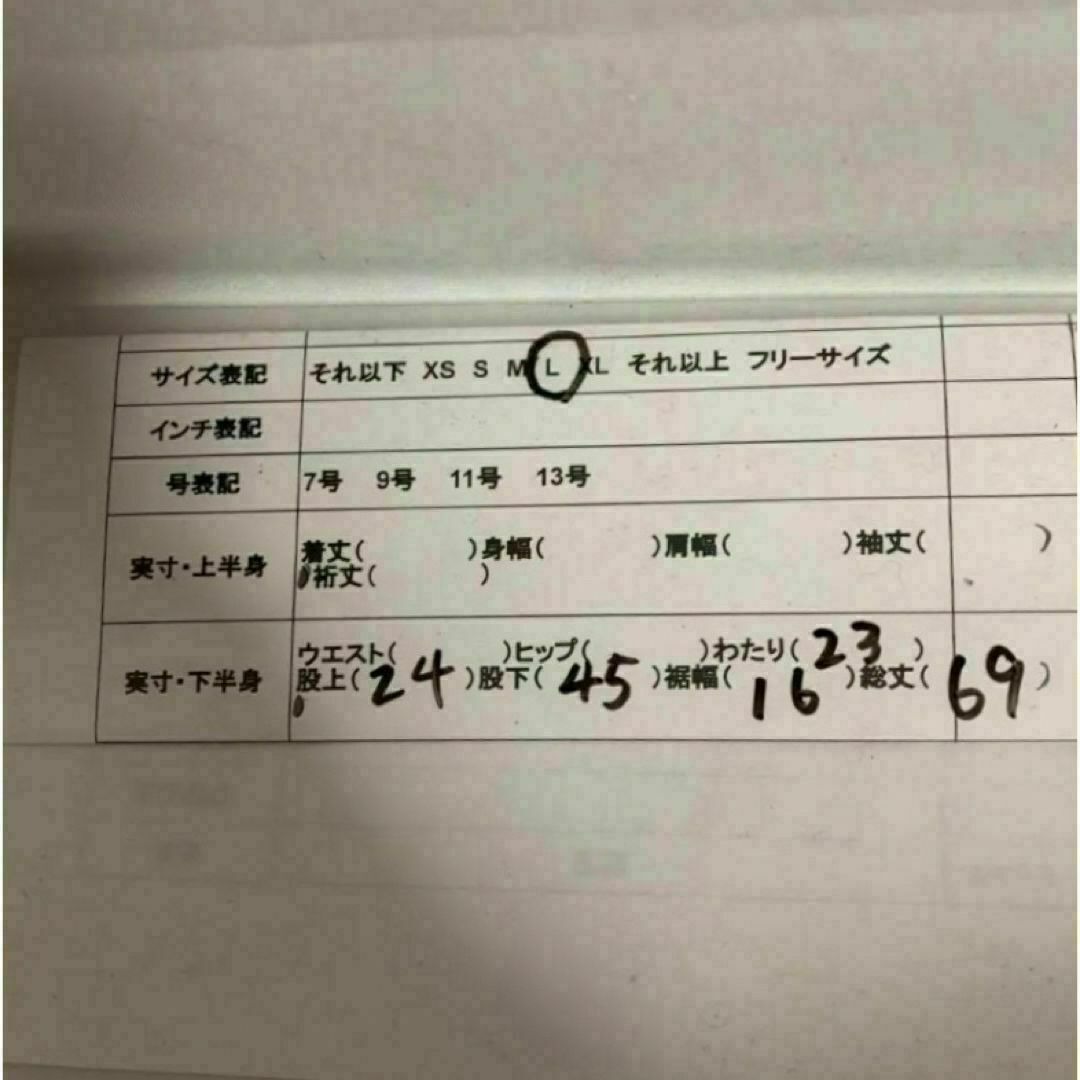 サイズ表記 それ以下 XS S M L XL それ以上 フリーサイズ
インチ表記
号表記 7号 9号 11号 13号
実寸・上半身 着丈( )身幅( )肩幅( )袖丈( )
裄丈( )
実寸・下半身 ウエスト( )ヒップ( )わたり( 23 )
股上( 24 )股下( 45 )裾幅( 16 )総丈( 69 )